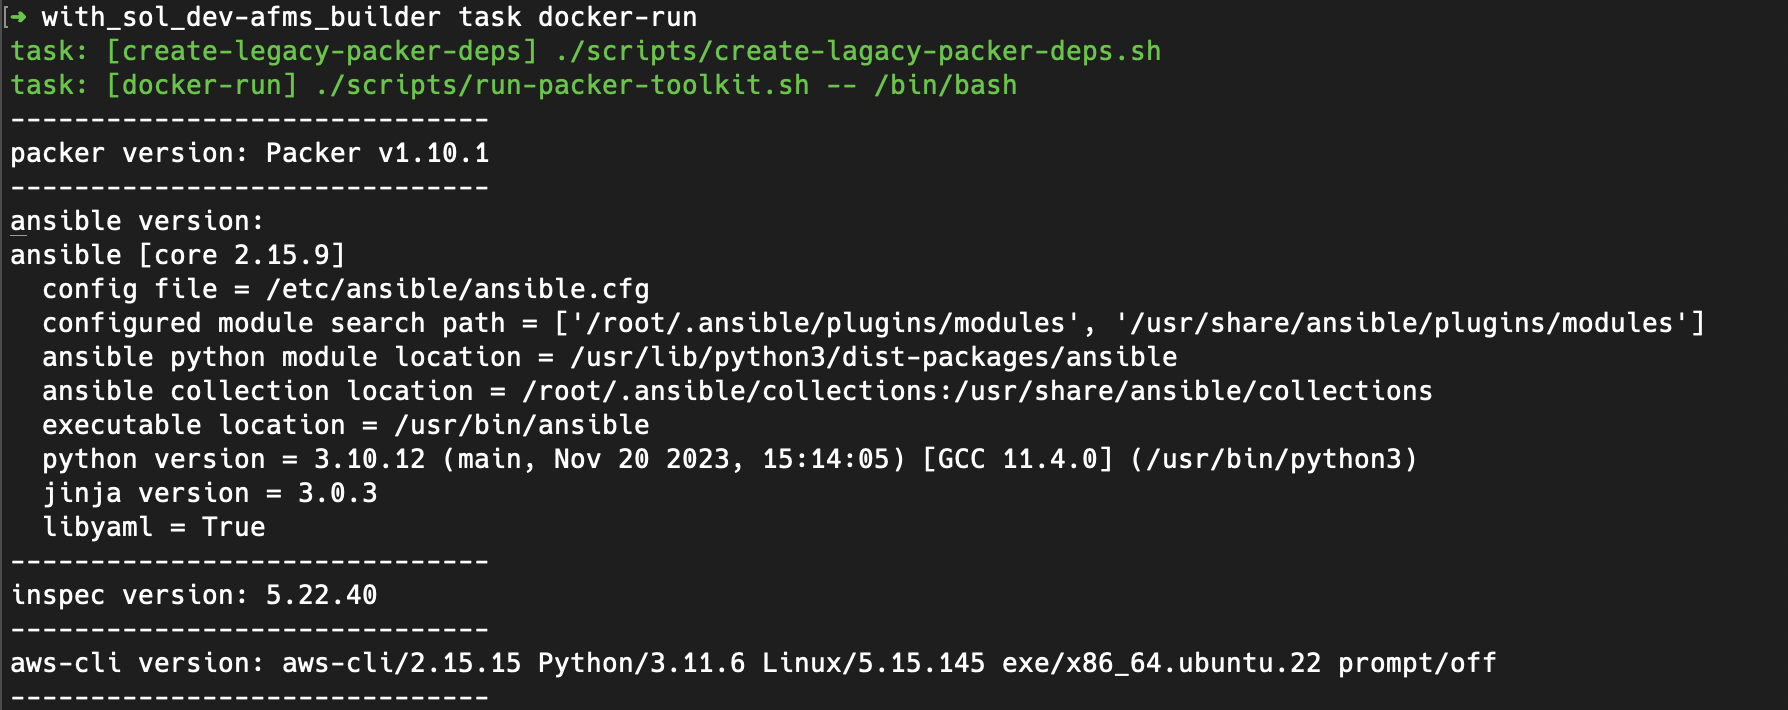 [➜ with_sol_dev-afms_builder task docker-run
task: [create-legacy-packer-deps] ./scripts/create-lagacy-packer-deps.sh
task: [docker-run] ./scripts/run-packer-toolkit.sh -- /bin/bash
------------------------------
packer version: Packer v1.10.1
------------------------------
ansible version:
ansible [core 2.15.9]
  config file = /etc/ansible/ansible.cfg
  configured module search path = ['/root/.ansible/plugins/modules', '/usr/share/ansible/plugins/modules']
  ansible python module location = /usr/lib/python3/dist-packages/ansible
  ansible collection location = /root/.ansible/collections:/usr/share/ansible/collections
  executable location = /usr/bin/ansible
  python version = 3.10.12 (main, Nov 20 2023, 15:14:05) [GCC 11.4.0] (/usr/bin/python3)
  jinja version = 3.0.3
  libyaml = True
------------------------------
inspec version: 5.22.40
------------------------------
aws-cli version: aws-cli/2.15.15 Python/3.11.6 Linux/5.15.145 exe/x86_64.ubuntu.22 prompt/off
------------------------------